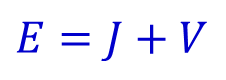 E = J + V